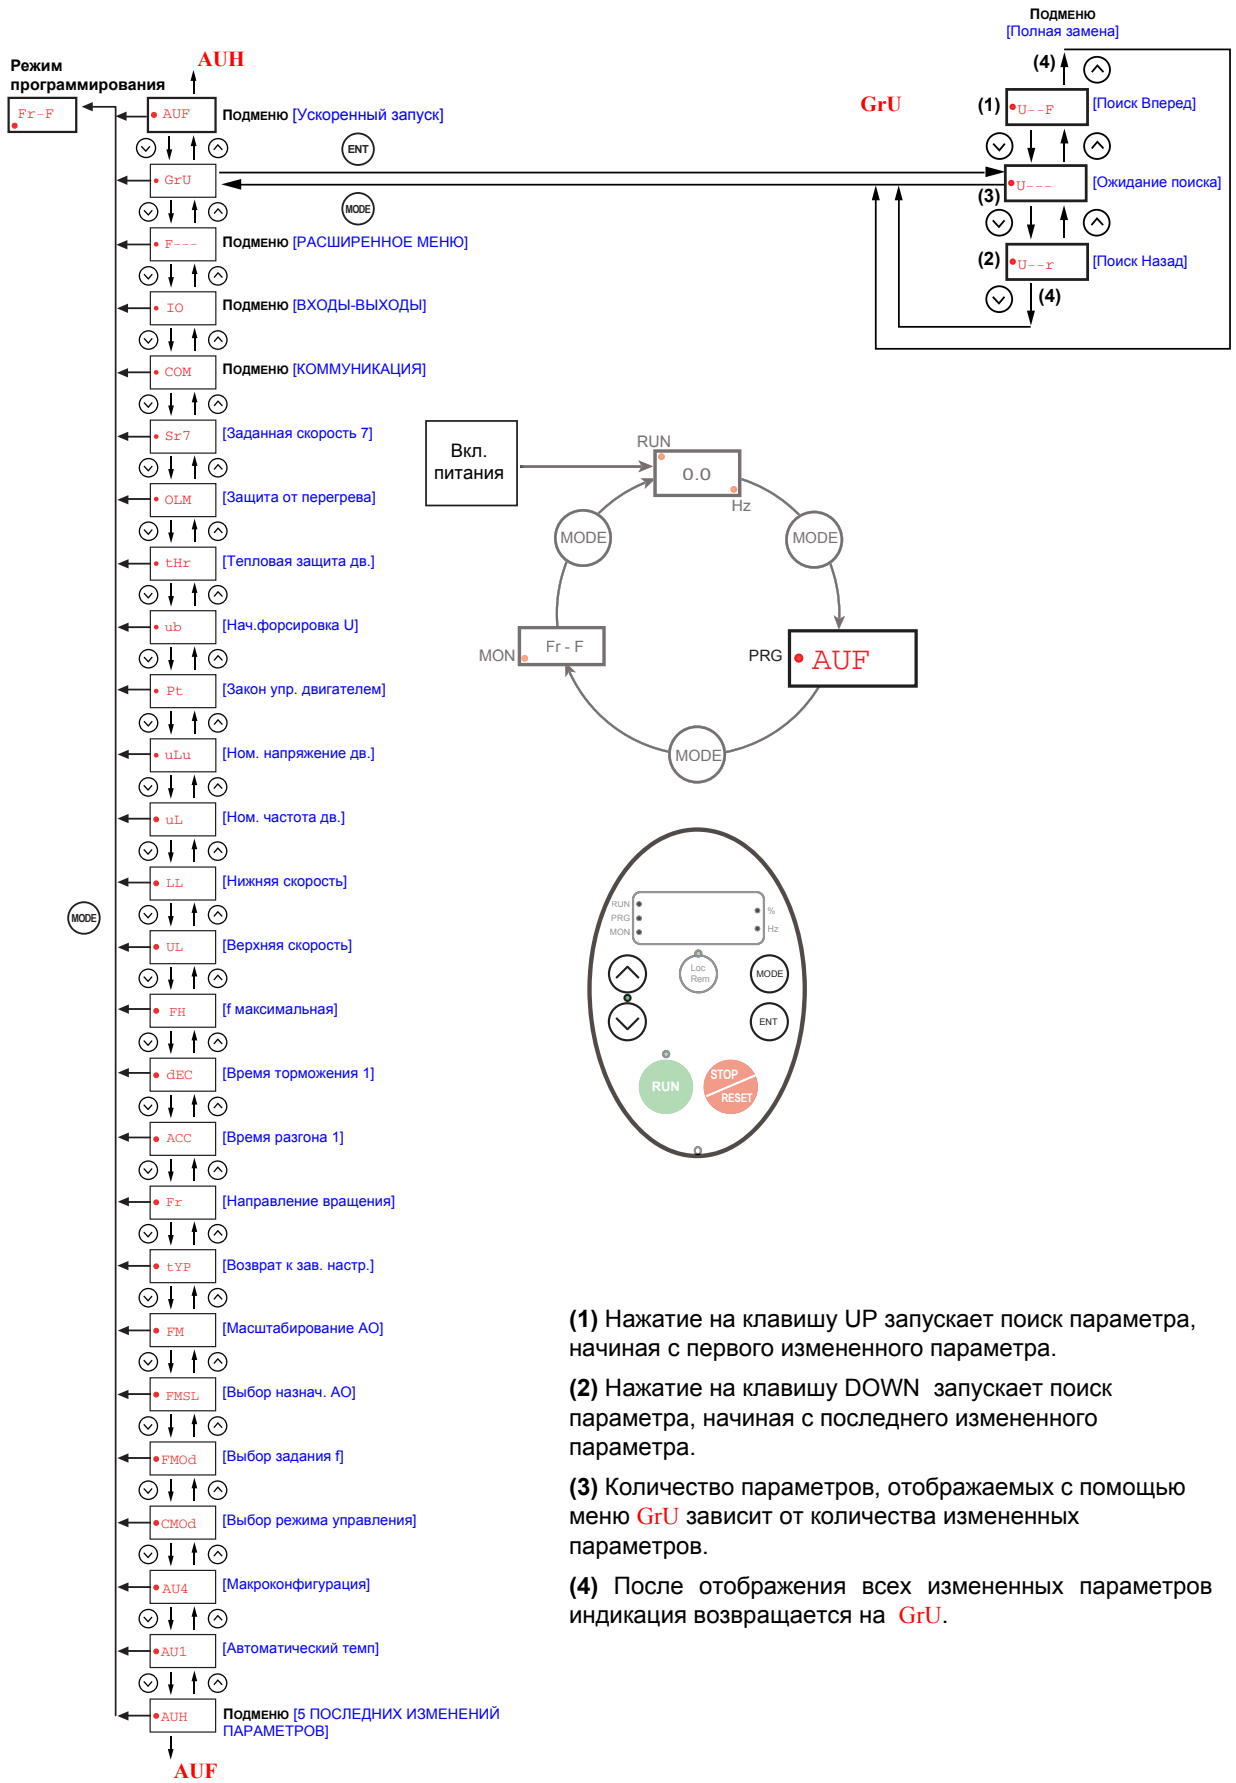 Подменю
[Полная замена]
AUH
Режим
программирования
Fr-F
AUF
Подменю [Ускоренный запуск]
ENT
GrU
MODE
F---
Подменю [РАСШИРЕННОЕ МЕНЮ]
IO
Подменю [ВХОДЫ-ВЫХОДЫ]
COM
Подменю [КОММУНИКАЦИЯ]
Sr7
[Заданная скорость 7]
OLM
[Защита от перегрева]
tHr
[Тепловая защита дв.]
ub
[Нач.форсировка U]
Pt
[Закон упр. двигателем]
uLu
[Ном. напряжение дв.]
uL
[Ном. частота дв.]
LL
[Нижняя скорость]
MODE
UL
[Верхняя скорость]
FH
[f максимальная]
dEC
[Время торможения 1]
ACC
[Время разгона 1]
Fr
[Направление вращения]
tYP
[Возврат к зав. настр.]
FM
[Масштабирование АО]
FMSL
[Выбор назнач. АО]
FMOd
[Выбор задания f]
CMOd
[Выбор режима управления]
AU4
[Макроконфигурация]
AU1
[Автоматический темп]
AUH
Подменю [5 ПОСЛЕДНИХ ИЗМЕНЕНИЙ
ПАРАМЕТРОВ]
AUF
GrU
(4)
(1)
U--F
[Поиск Вперед]
(3)
U---
[Ожидание поиска]
(2)
U--r
[Поиск Назад]
(4)
Вкл.
питания
RUN
0.0
Hz
MODE
MODE
MON
Fr - F
PRG
AUF
MODE
RUN
PRG
MON
%
Hz
Loc
Rem
MODE
ENT
RUN
STOP
RESET
(1) Нажатие на клавишу UP запускает поиск параметра,
начиная с первого измененного параметра.
(2) Нажатие на клавишу DOWN запускает поиск
параметра, начиная с последнего измененного
параметра.
(3) Количество параметров, отображаемых с помощью
меню GrU зависит от количества измененных
параметров.
(4) После отображения всех измененных параметров
индикация возвращается на GrU.